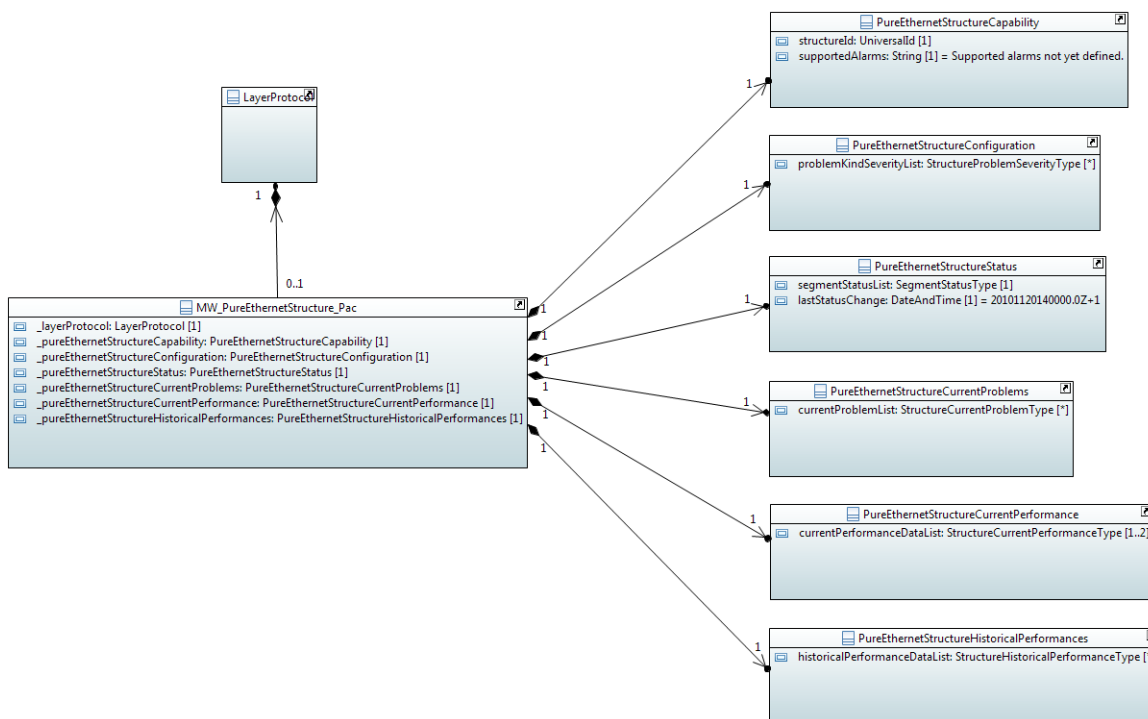 PureEthernetStructureCapability
structureId: UniversalId [1]
supportedAlarms: String [1] = Supported alarms not yet defined.
1
LayerProtocol
1
PureEthernetStructureConfiguration
problemKindSeverityList: StructureProblemSeverityType [*]
1
PureEthernetStructureStatus
segmentStatusList: SegmentStatusType [1]
lastStatusChange: DateAndTime [1] = 20101120140000.0Z+1
1
0..1
MW_PureEthernetStructure_Pac
_layerProtocol: LayerProtocol [1]
_pureEthernetStructureCapability: PureEthernetStructureCapability [1]
_pureEthernetStructureConfiguration: PureEthernetStructureConfiguration [1]
_pureEthernetStructureStatus: PureEthernetStructureStatus [1]
_pureEthernetStructureCurrentProblems: PureEthernetStructureCurrentProblems [1]
_pureEthernetStructureCurrentPerformance: PureEthernetStructureCurrentPerformance [1]
_pureEthernetStructureHistoricalPerformances: PureEthernetStructureHistoricalPerformances [1]
1
1
1
1
1
1
PureEthernetStructureCurrentProblems
currentProblemList: StructureCurrentProblemType [*]
1
PureEthernetStructureCurrentPerformance
currentPerformanceDataList: StructureCurrentPerformanceType [1..2]
1
PureEthernetStructureHistoricalPerformances
historicalPerformanceDataList: StructureHistoricalPerformanceType
1